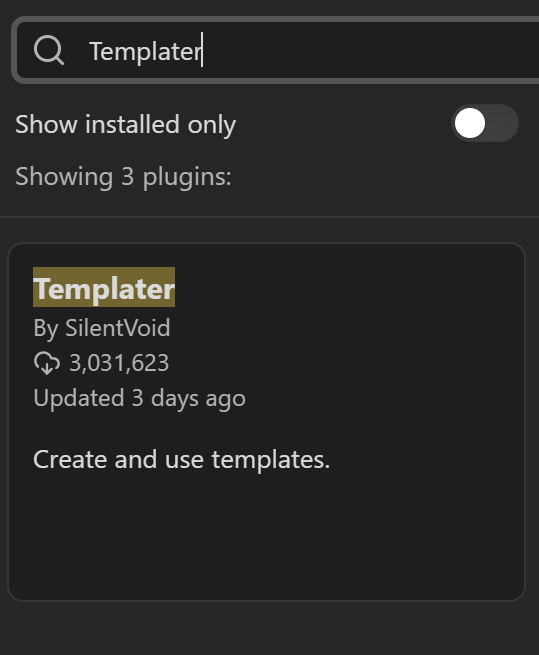 Templater
Show installed only
Showing 3 plugins:
Templater
By SilentVoid
3,031,623
Updated 3 days ago
Create and use templates.